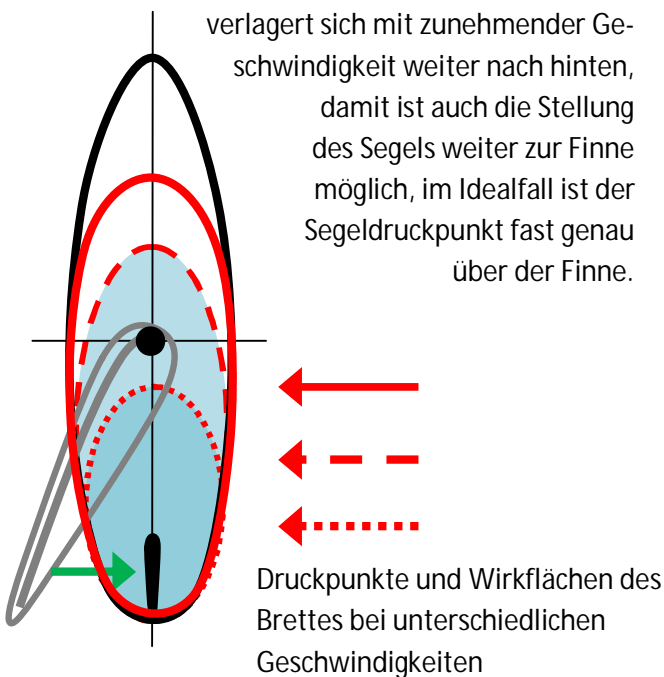 verlagert sich mit zunehmender Ge-
schwindigkeit weiter nach hinten,
damit ist auch die Stellung
des Segels weiter zur Finne
möglich, im Idealfall ist der
Segeldruckpunkt fast genau
über der Finne.
Druckpunkte und Wirkflächen des
Brettes bei unterschiedlichen
Geschwindigkeiten